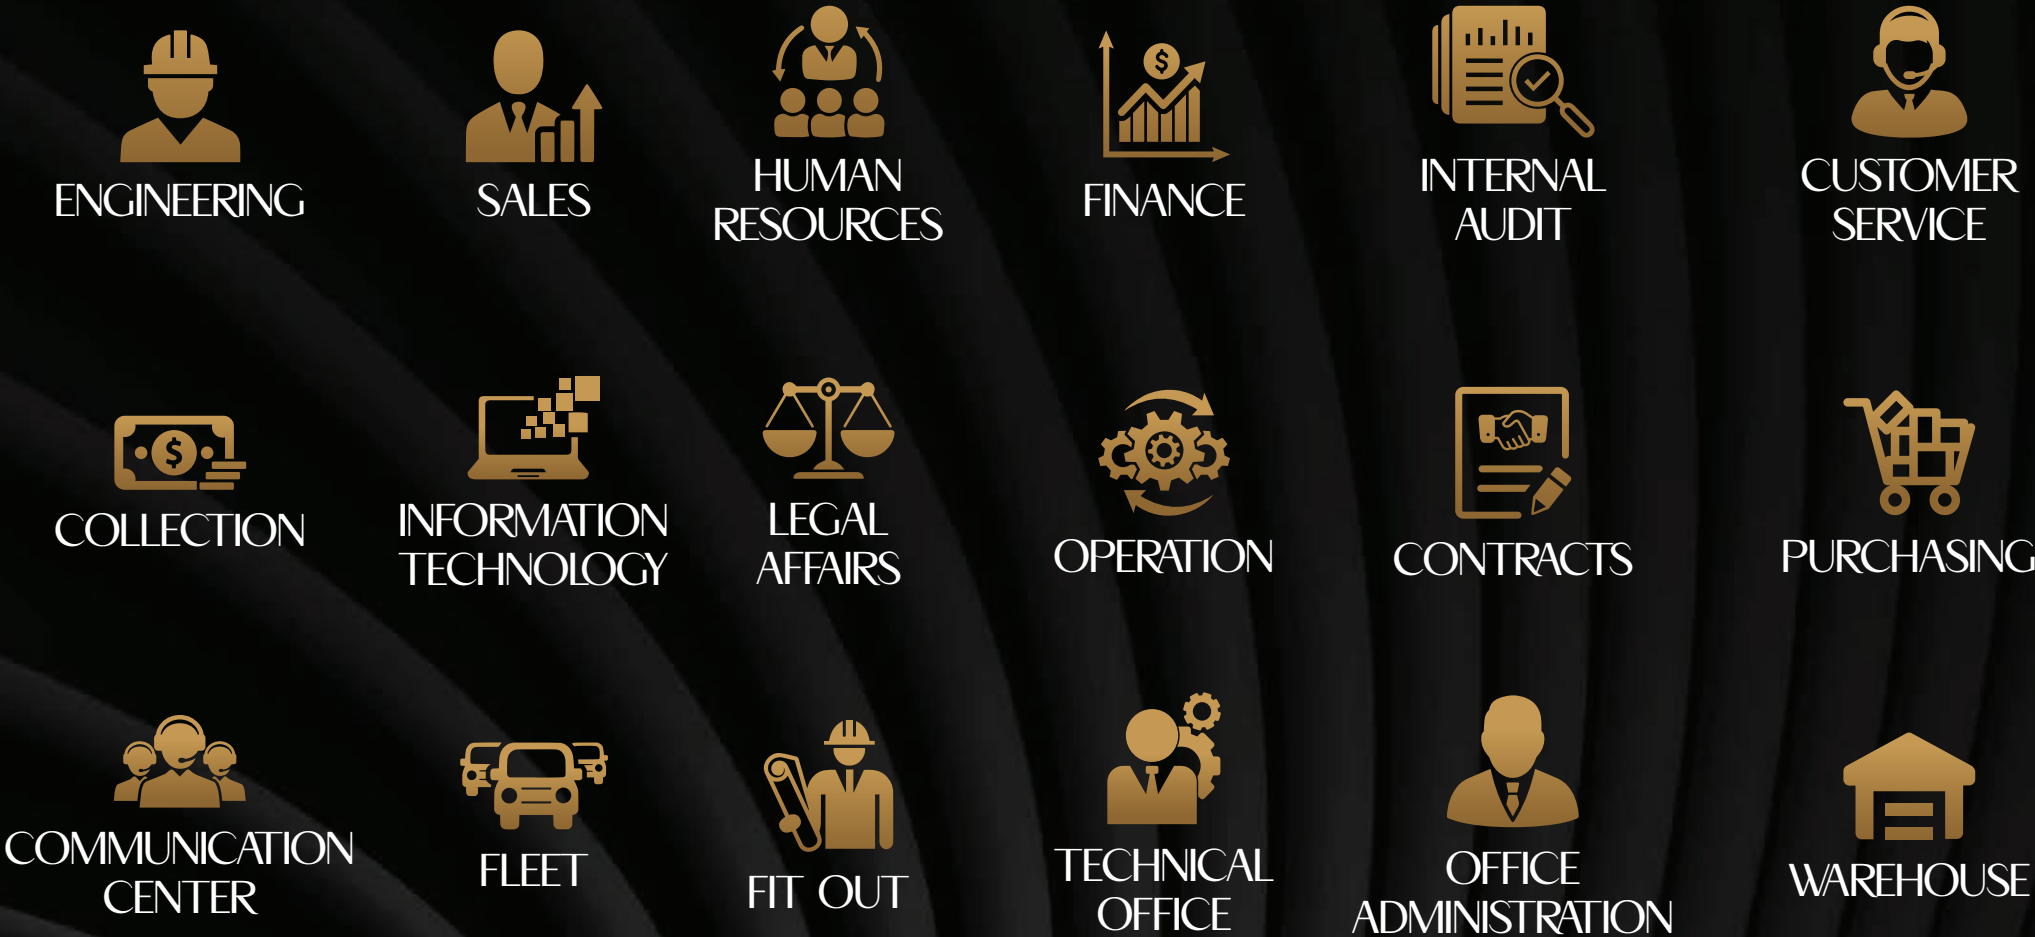 ENGINEERING
SALES
HUMAN
RESOURCES
FINANCE
INTERNAL
AUDIT
CUSTOMER
SERVICE
COLLECTION
INFORMATION
TECHNOLOGY
LEGAL
AFFAIRS
OPERATION
CONTRACTS
PURCHASING
COMMUNICATION
CENTER
FLEET
FIT OUT
TECHNICAL
OFFICE
OFFICE
ADMINISTRATION
WAREHOUSE